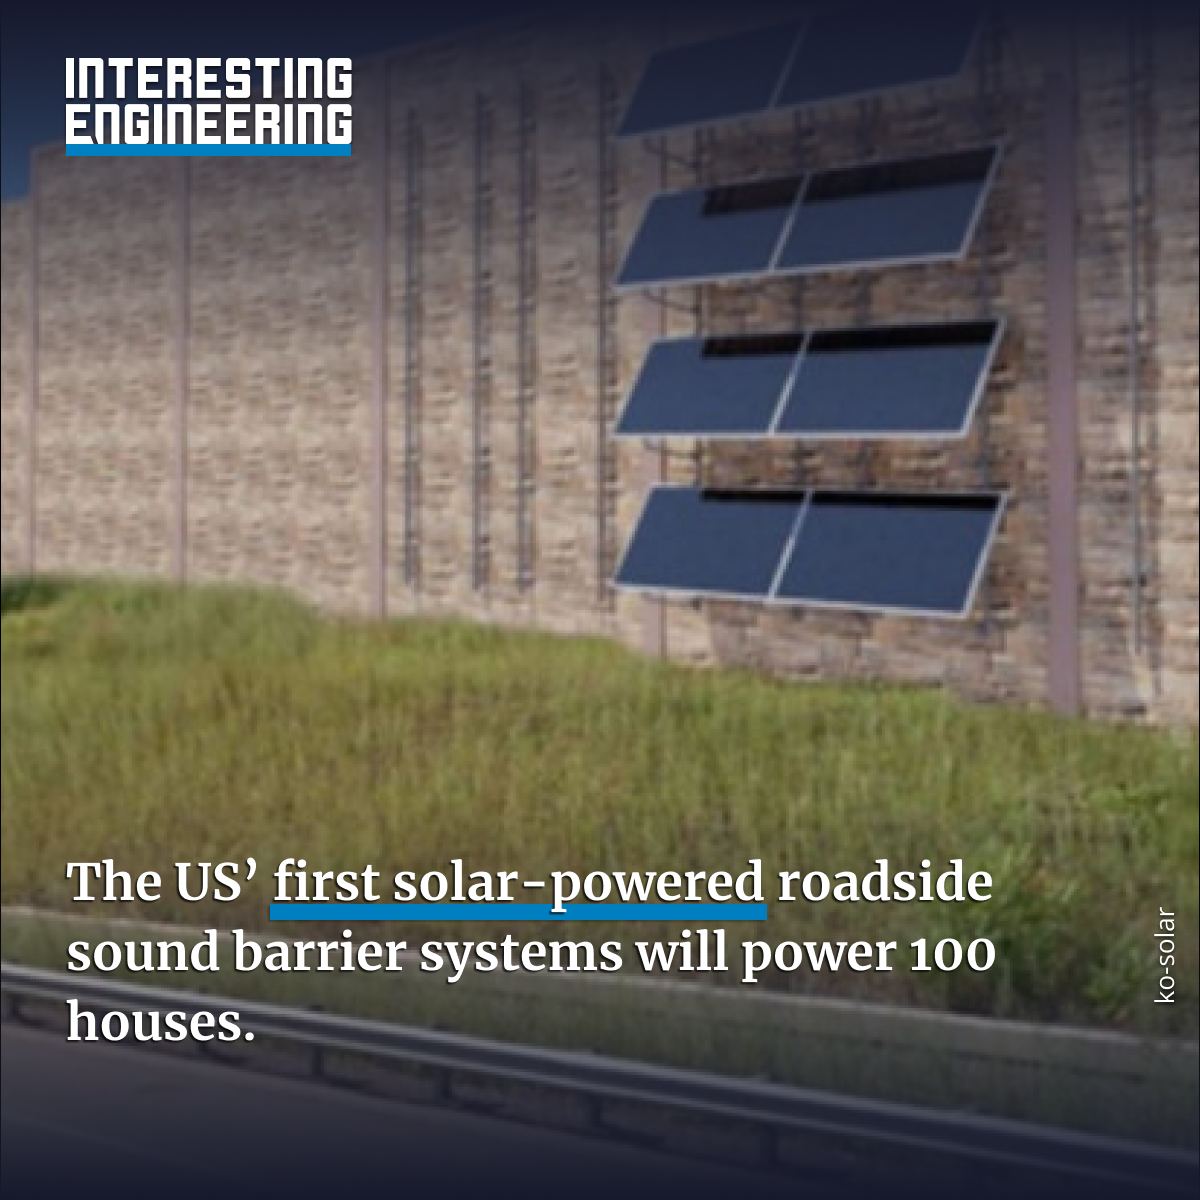 INTERESTING
ENGINEERING
The US’ first solar-powered roadside
sound barrier systems will power 100
houses.
ko-solar